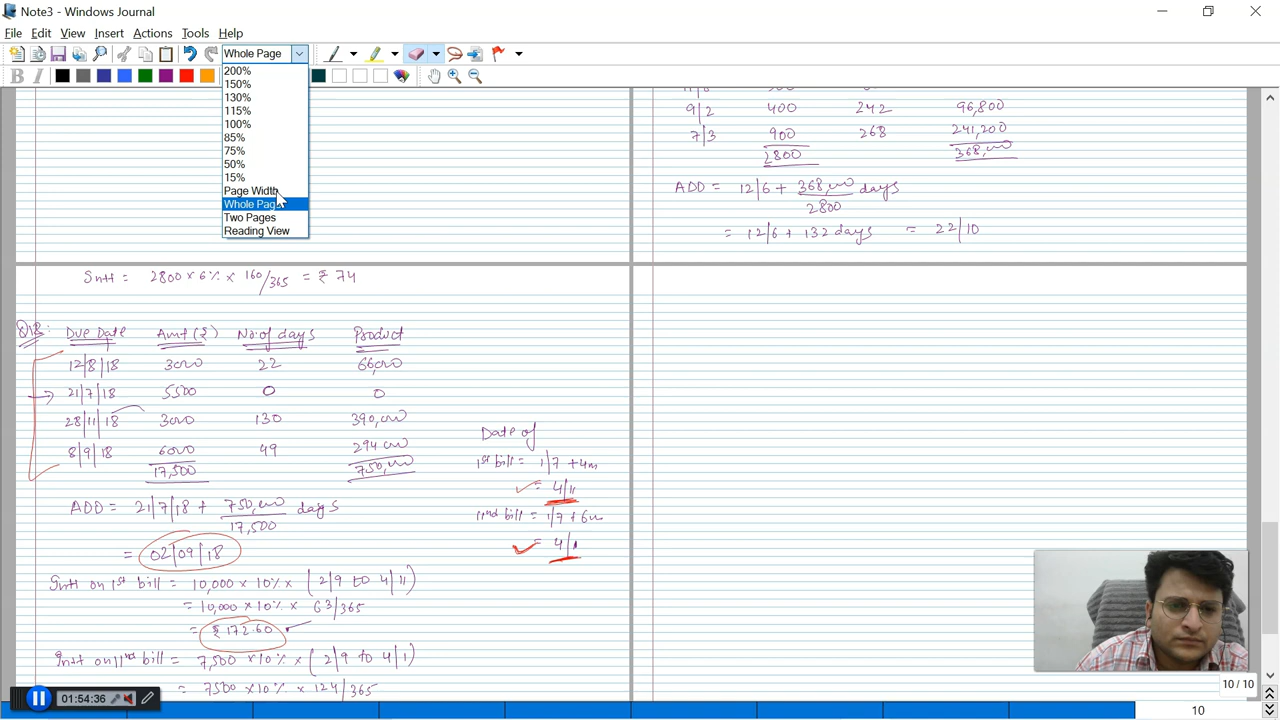 Note3 - Windows Journal
File Edit View Insert Actions Tools Help
Whole Page
200%
150%
130%
115%
100%
85%
75%
50%
15%
Page Width
Whole Page
Two Pages
Reading View
9/2 400 242 96,800
7/3 900 268 241,200
2800 368,000
ADD = 12/6 + 368,000 days
2800
= 12/6 + 132 days = 22/10
Intt = 2800 x 6% x 160/365 = ₹ 74
Q13: Due Date Amt (₹) No. of days Product
12/8/18 3000 22 66000
21/7/18 5500 0 0
28/11/18 3000 130 390,000
8/9/18 6000 49 294000
17,500 750,000
ADD = 21/7/18 + 750,000 days
17,500
= 02/09/18
Intt on 1st bill = 10,000 x 10% x (2/9 to 4/11)
= 10,000 x 10% x 63/365
= ₹ 172.60
Intt on IInd bill = 7,500 x 10% x (2/9 to 4/1)
= 7500 x 10% x 124/365
Date of
1st bill = 1/7 + 4m
= 4/11
IInd bill = 1/7 + 6m
= 4/1
01:54:36
10 / 10
10